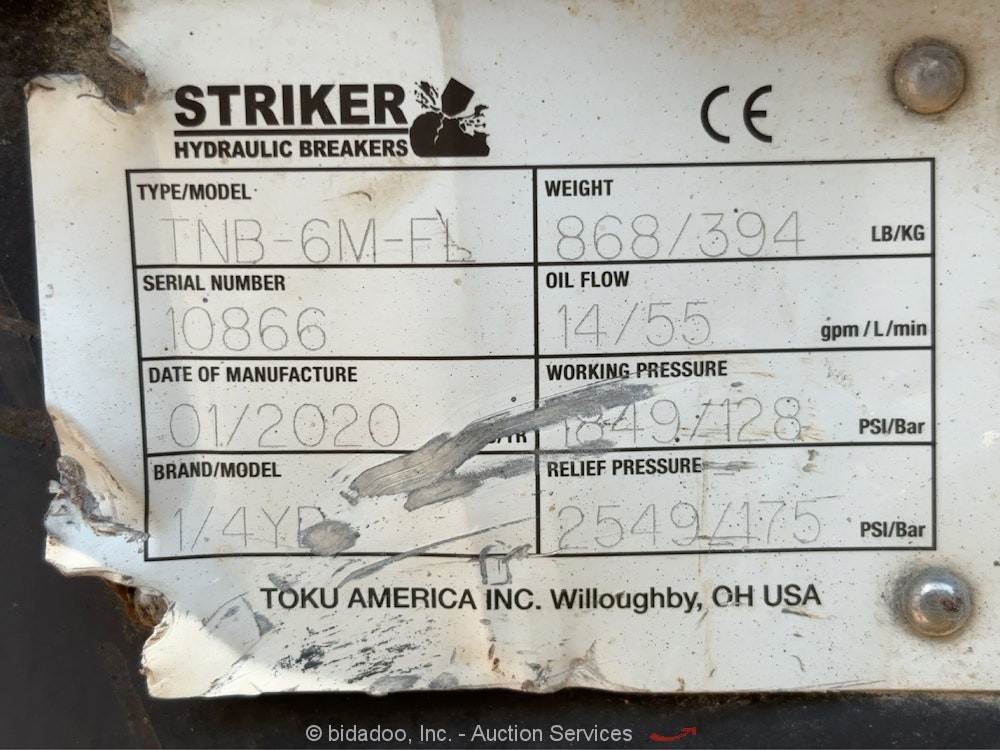 STRIKER
HYDRAULIC BREAKERS
CE
TYPE/MODEL
TNB-6M-FL
WEIGHT
868/394 LB/KG
SERIAL NUMBER
10866
OIL FLOW
14/55 gpm / L/min
DATE OF MANUFACTURE
01/2020
WORKING PRESSURE
1849/128 PSI/Bar
BRAND/MODEL
1/4YD
RELIEF PRESSURE
2549/175 PSI/Bar
TOKU AMERICA INC. Willoughby, OH USA
© bidadoo, Inc. - Auction Services